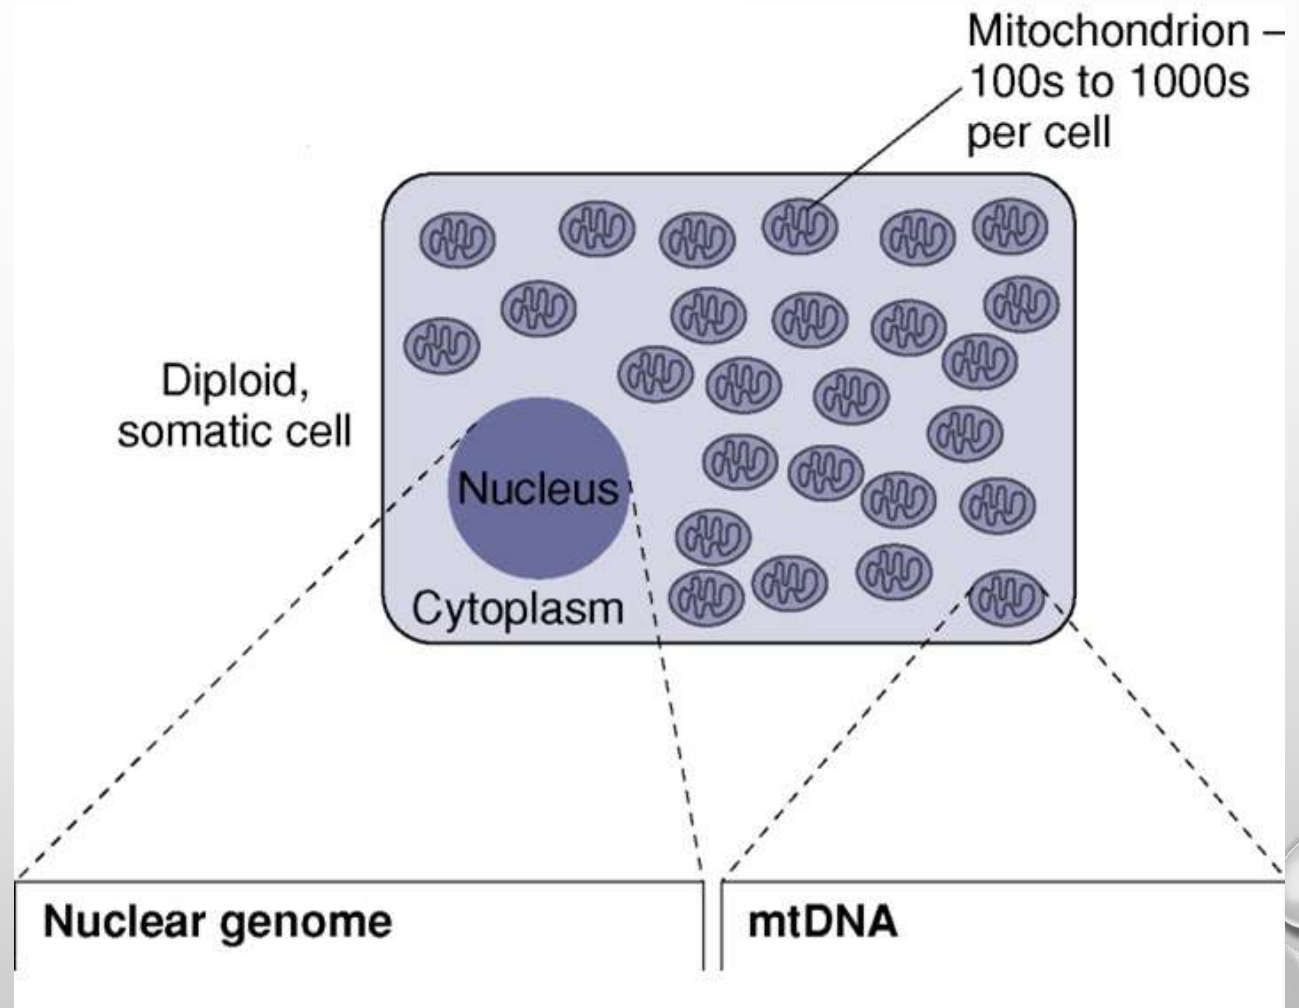 Mitochondrion –
100s to 1000s
per cell
Diploid,
somatic cell
Nucleus
Cytoplasm
Nuclear genome
mtDNA